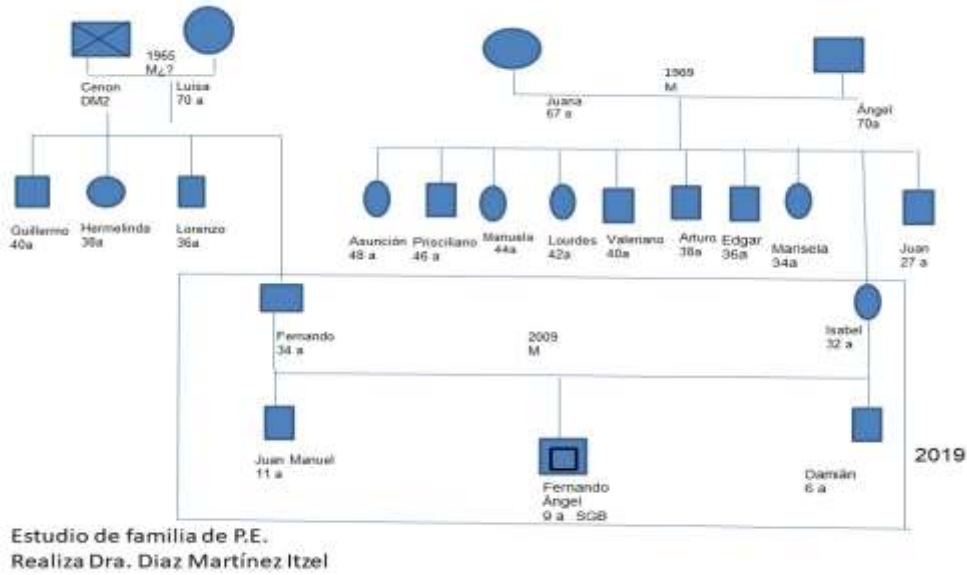 1965
M¿?
Cenon
DM2
Luisa
70 a
1969
M
Juana
67 a
Ángel
70a
Guillermo
40a
Hermelinda
38a
Lorenzo
36a
Asunción
48 a
Prisciliano
46 a
Manuela
44a
Lourdes
42a
Valeriano
40a
Arturo
38a
Edgar
36a
Marisela
34a
Juan
27 a
Fernando
34 a
2009
M
Isabel
32 a
Juan Manuel
11 a
Fernando
Ángel
9 a SGB
Damián
6 a
2019
Estudio de familia de P.E.
Realiza Dra. Diaz Martínez Itzel